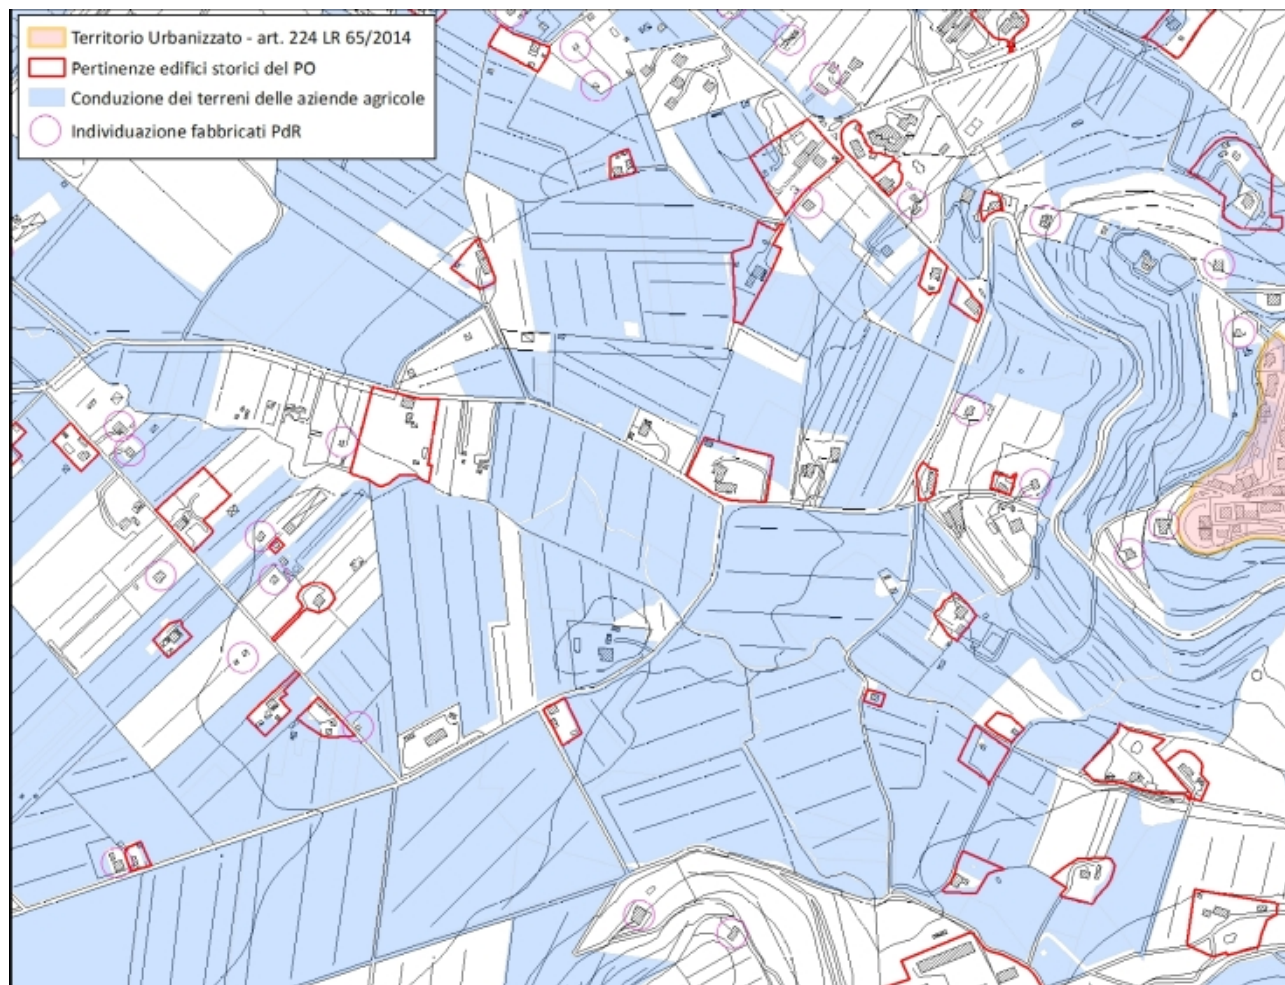 Territorio Urbanizzato - art. 224 LR 65/2014
Pertinenze edifici storici del PO
Conduzione dei terreni delle aziende agricole
Individuazione fabbricati PdR